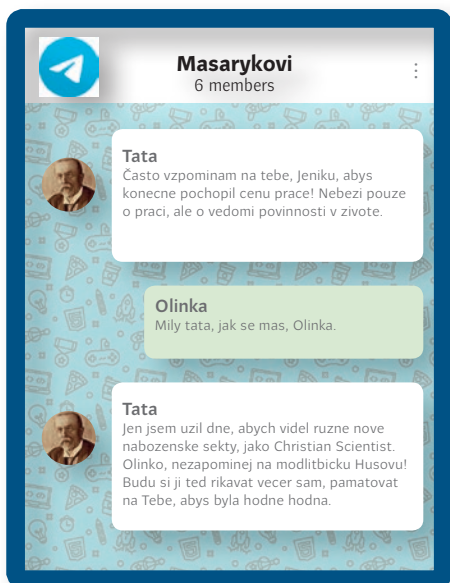 Masarykovi
6 members
Tata
Často vzpominam na tebe, Jeniku, abys
konecne pochopil cenu prace! Nebezi pouze
o praci, ale o vedomi povinnosti v zivote.
Olinka
Mily tata, jak se mas, Olinka.
Tata
Jen jsem uzil dne, abych videl ruzne nove
nabozenske sekty, jako Christian Scientist.
Olinko, nezapominej na modlitbicku Husovu!
Budu si ji ted rikavat vecer sam, pamatovat
na Tebe, abys byla hodne hodna.